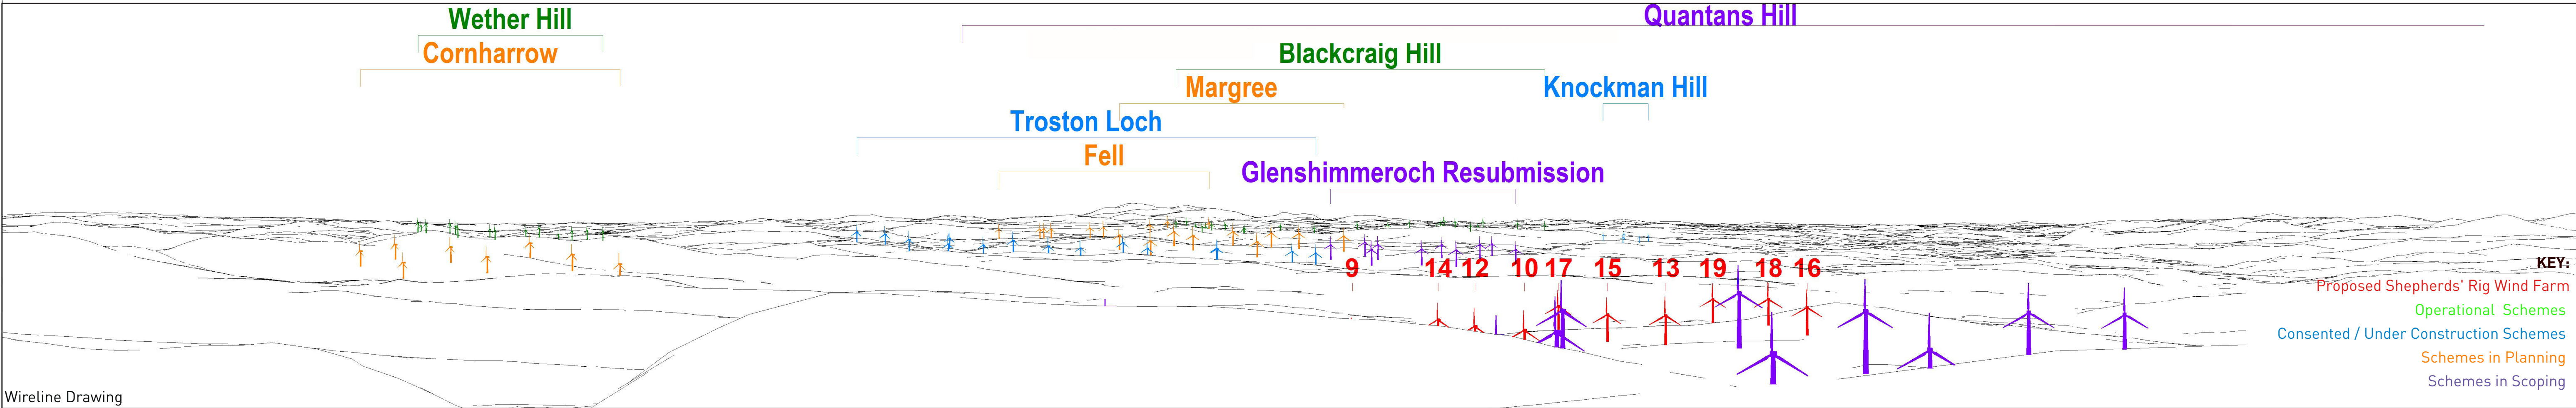 Quantans Hill
Wether Hill
Cornharrow
Blackcraig Hill
Margree
Knockman Hill
Troston Loch
Fell
Glenshimmeroch Resubmission
9 14 12 10 17 15 13 19 18 16
KEY:
Proposed Shepherds' Rig Wind Farm
Operational Schemes
Consented / Under Construction Schemes
Schemes in Planning
Schemes in Scoping
Wireline Drawing